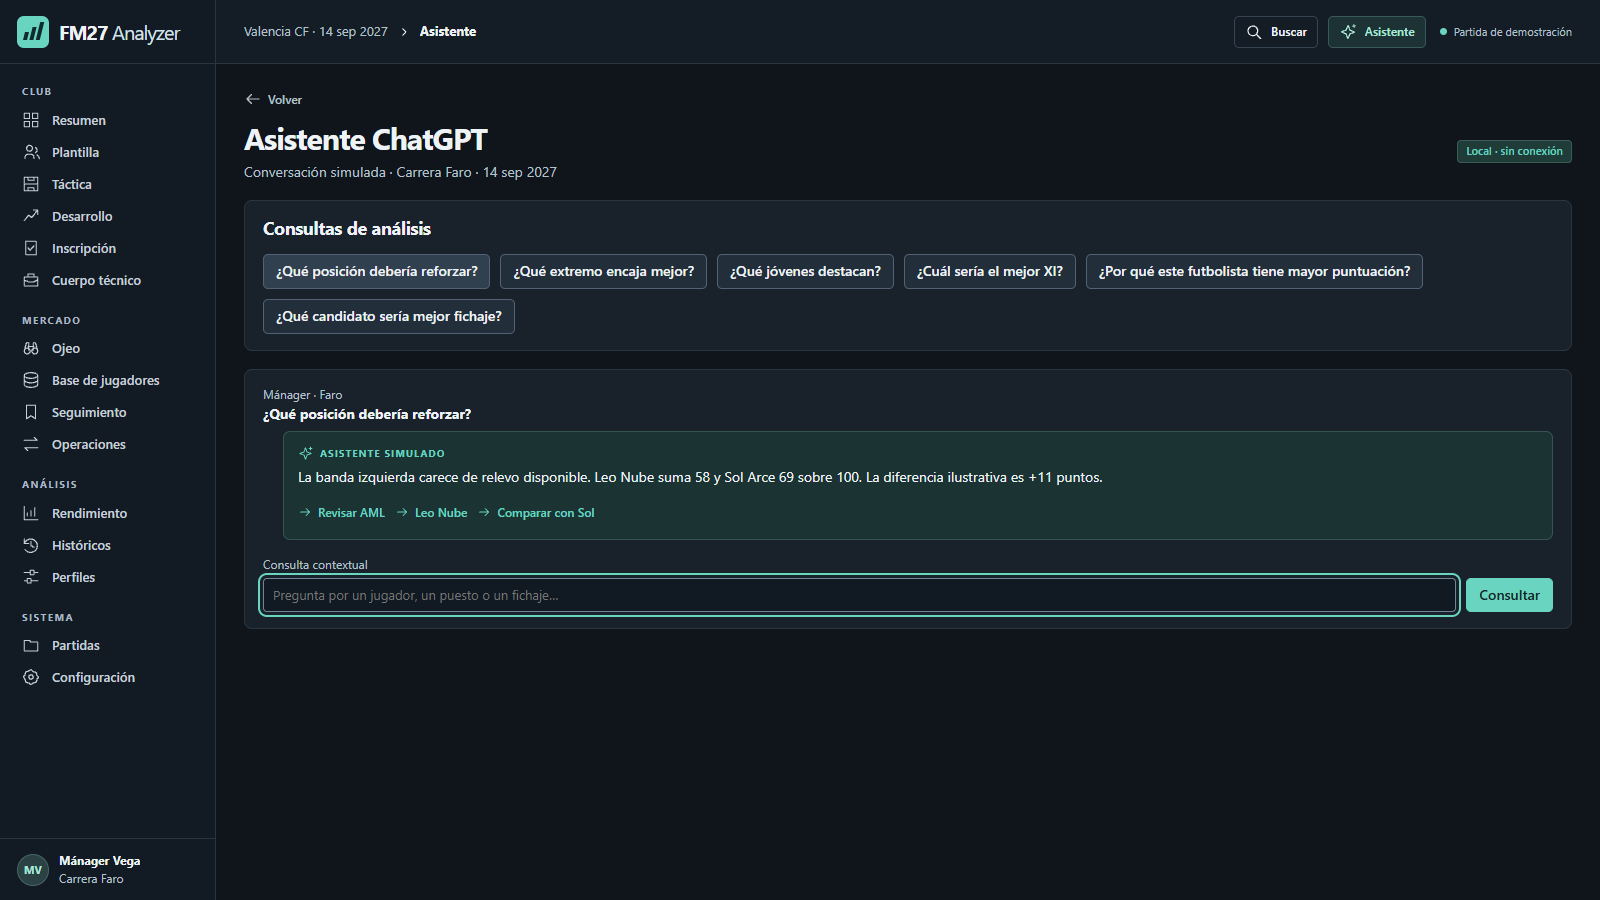 FM27 Analyzer
Valencia CF · 14 sep 2027 > Asistente
Buscar
Asistente
Partida de demostración
CLUB
Resumen
Plantilla
Táctica
Desarrollo
Inscripción
Cuerpo técnico
MERCADO
Ojeo
Base de jugadores
Seguimiento
Operaciones
ANÁLISIS
Rendimiento
Históricos
Perfiles
SISTEMA
Partidas
Configuración
MV
Mánager Vega
Carrera Faro
Volver
Asistente ChatGPT
Conversación simulada · Carrera Faro · 14 sep 2027
Local · sin conexión
Consultas de análisis
¿Qué posición debería reforzar?
¿Qué extremo encaja mejor?
¿Qué jóvenes destacan?
¿Cuál sería el mejor XI?
¿Por qué este futbolista tiene mayor puntuación?
¿Qué candidato sería mejor fichaje?
Mánager · Faro
¿Qué posición debería reforzar?
ASISTENTE SIMULADO
La banda izquierda carece de relevo disponible. Leo Nube suma 58 y Sol Arce 69 sobre 100. La diferencia ilustrativa es +11 puntos.
→ Revisar AML → Leo Nube → Comparar con Sol
Consulta contextual
Pregunta por un jugador, un puesto o un fichaje...
Consultar